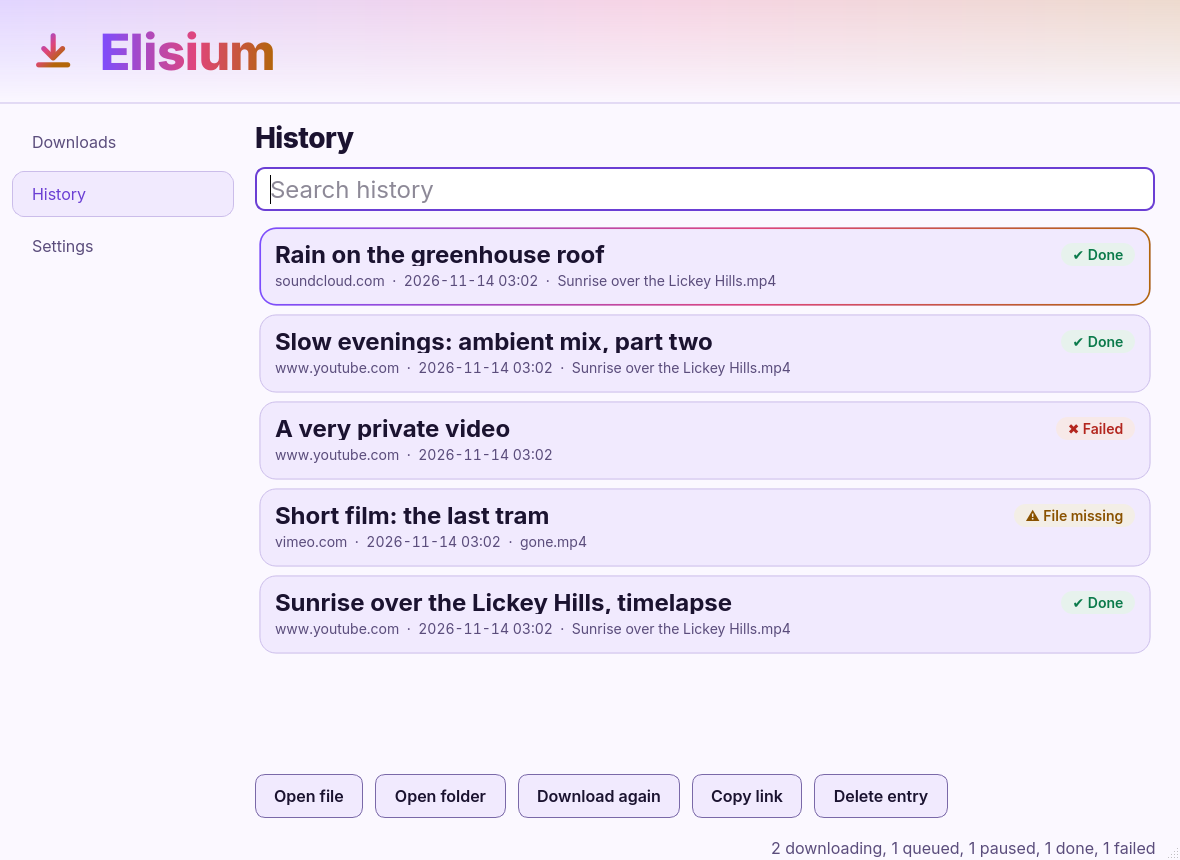 Elisium
Downloads
History
Settings
History
Search history
Rain on the greenhouse roof
✔ Done
soundcloud.com · 2026-11-14 03:02 · Sunrise over the Lickey Hills.mp4
Slow evenings: ambient mix, part two
✔ Done
www.youtube.com · 2026-11-14 03:02 · Sunrise over the Lickey Hills.mp4
A very private video
✖ Failed
www.youtube.com · 2026-11-14 03:02
Short film: the last tram
⚠ File missing
vimeo.com · 2026-11-14 03:02 · gone.mp4
Sunrise over the Lickey Hills, timelapse
✔ Done
www.youtube.com · 2026-11-14 03:02 · Sunrise over the Lickey Hills.mp4
Open file
Open folder
Download again
Copy link
Delete entry
2 downloading, 1 queued, 1 paused, 1 done, 1 failed